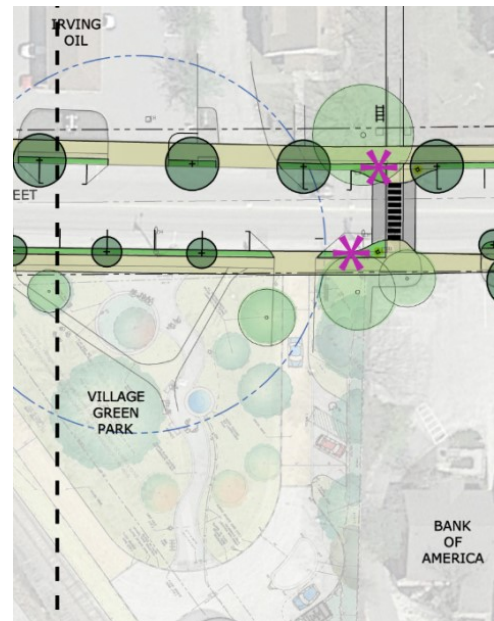 IRVING
OIL
EET
VILLAGE
GREEN
PARK
BANK
OF
AMERICA